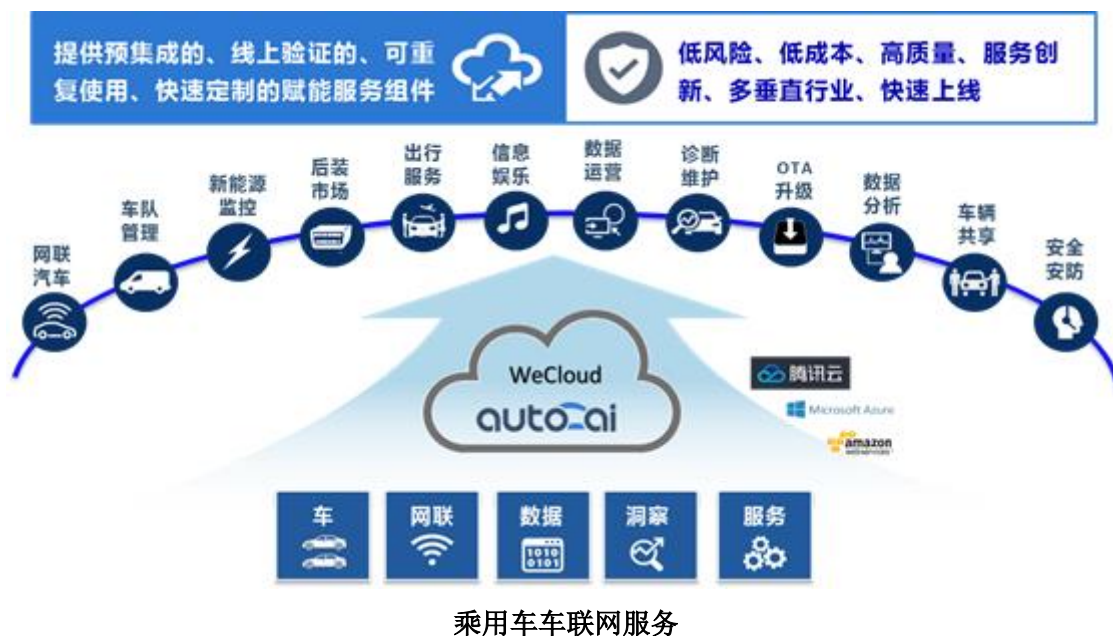 提供预集成的、线上验证的、可重
复使用、快速定制的赋能服务组件
低风险、低成本、高质量、服务创
新、多垂直行业、快速上线
网联
汽车
车队
管理
新能源
监控
后装
市场
出行
服务
信息
娱乐
数据
运营
诊断
维护
OTA
升级
数据
分析
车辆
共享
安全
安防
WeCloud
autoai
腾讯云
Microsoft Azure
amazon
webservices
车
网联
数据
1010
0101
洞察
服务
乘用车车联网服务